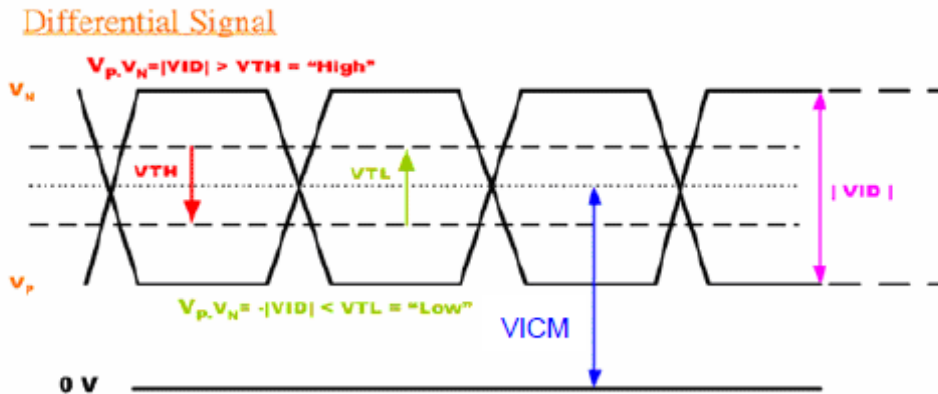 Differential Signal
VP-VN=|VID| > VTH = “High”
VN
VTH
VTL
| VID |
VP
VP-VN= -|VID| < VTL = “Low”
VICM
0 V